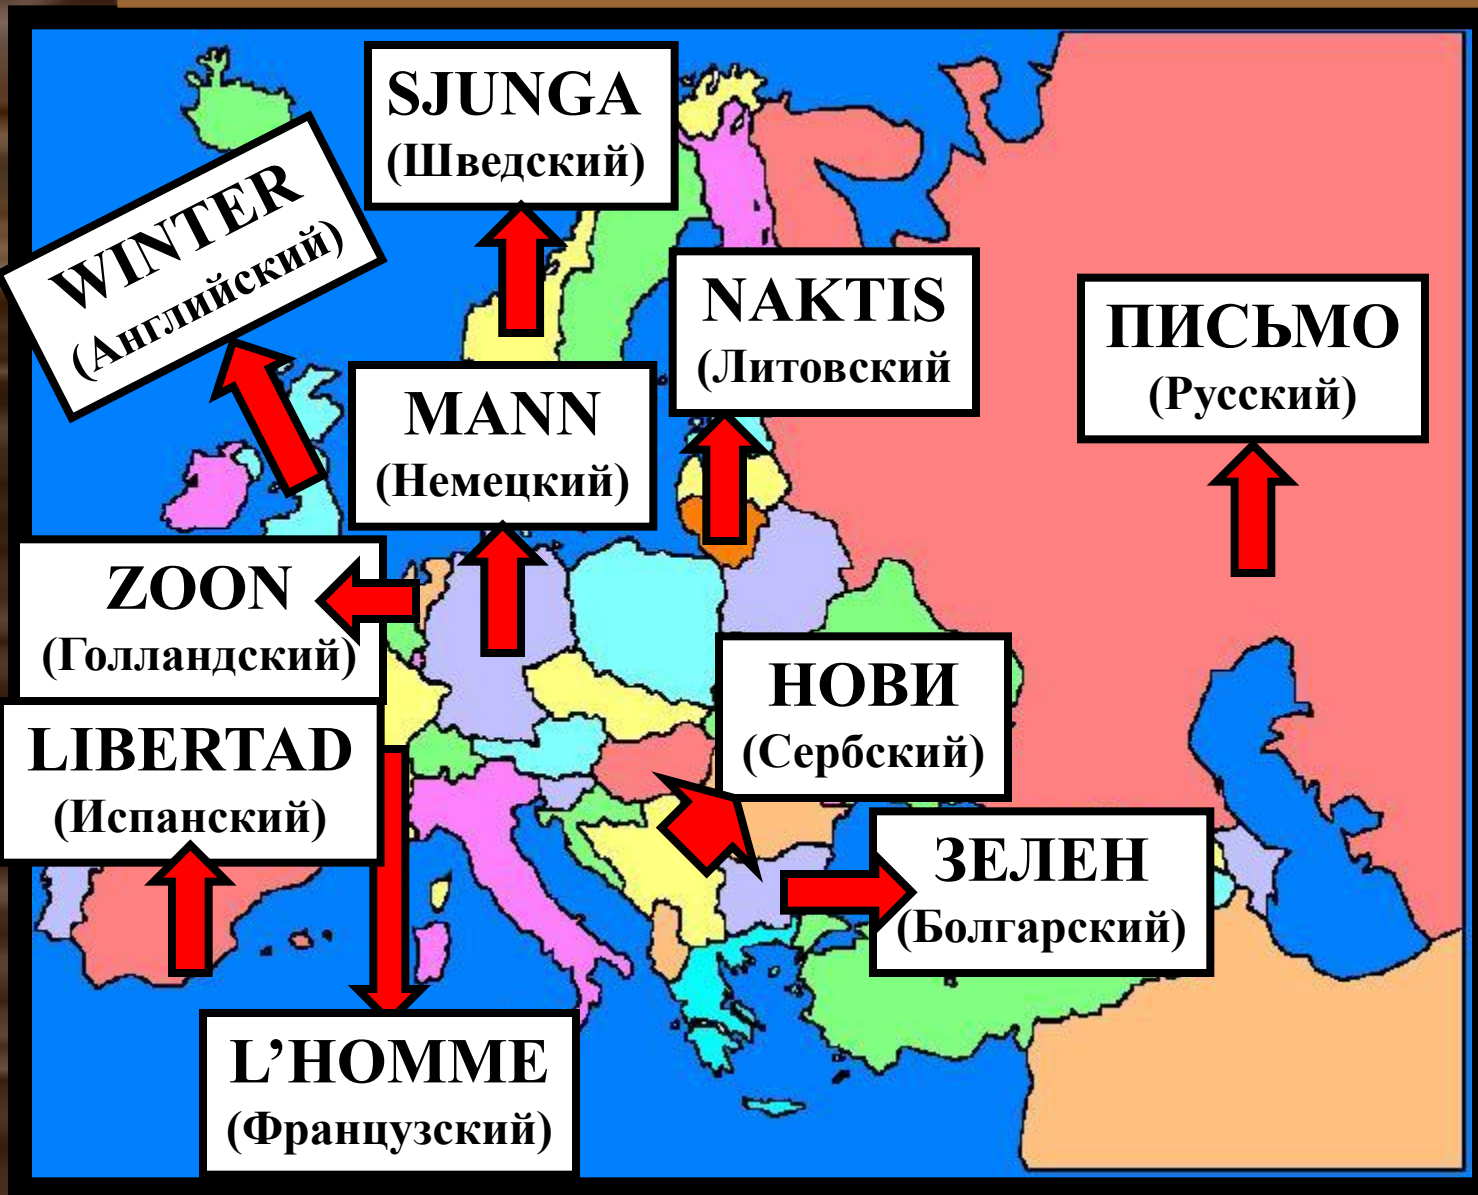 SJUNGA
(Шведский)
WINTER
(Английский)
NAKTIS
(Литовский
ПИСЬМО
(Русский)
MANN
(Немецкий)
ZOON
(Голландский)
НОВИ
(Сербский)
LIBERTAD
(Испанский)
ЗЕЛЕН
(Болгарский)
L’HOMME
(Французский)